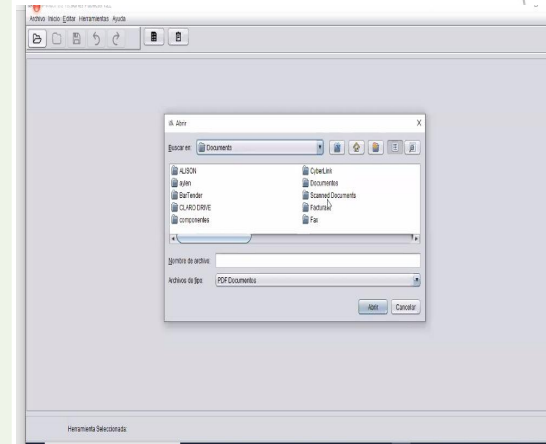 Archivo Inicio Editar Herramientas Ayuda
Abrir
Buscar en: Documents
ALISON
aylen
BarTender
CLARO DRIVE
componentes
CyberLink
Documentos
Scanned Documents
Facturas
Fax
Nombre de archivo:
Archivos de tipo: PDF Documentos
Abrir Cancelar
Herramienta Seleccionada: